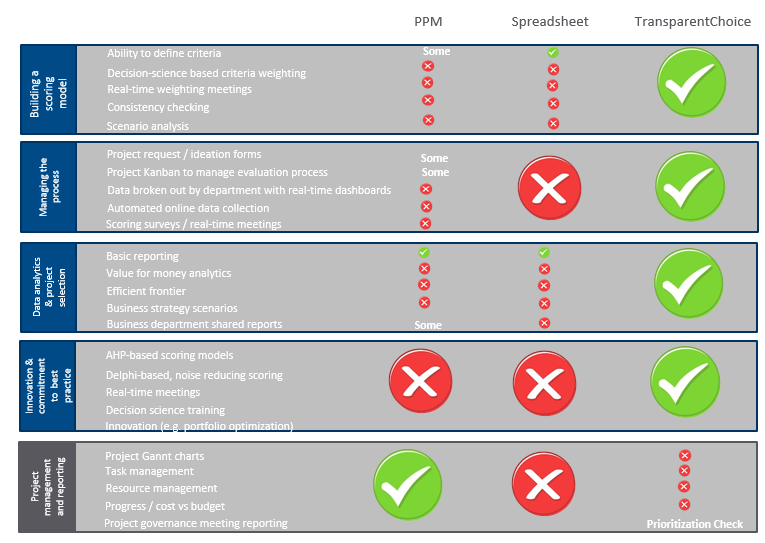 PPM Spreadsheet TransparentChoice
Building a
scoring
model
Ability to define criteria Some
Decision-science based criteria weighting
Real-time weighting meetings
Consistency checking
Scenario analysis
Managing the
process
Project request / ideation forms Some
Project Kanban to manage evaluation process Some
Data broken out by department with real-time dashboards
Automated online data collection
Scoring surveys / real-time meetings
Data analytics
& project
selection
Basic reporting
Value for money analytics
Efficient frontier
Business strategy scenarios
Business department shared reports Some
Innovation &
commitment
to best
practice
AHP-based scoring models
Delphi-based, noise reducing scoring
Real-time meetings
Decision science training
Innovation (e.g. portfolio optimization)
Project
management
and reporting
Project Gannt charts
Task management
Resource management
Progress / cost vs budget
Project governance meeting reporting Prioritization Check